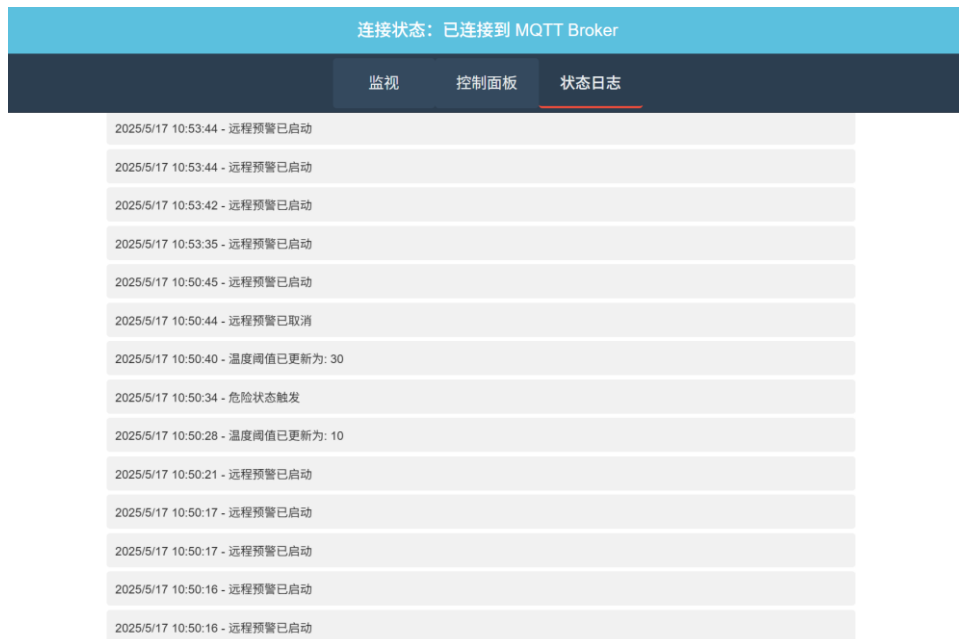 连接状态：已连接到 MQTT Broker
监视 控制面板 状态日志
2025/5/17 10:53:44 - 远程预警已启动
2025/5/17 10:53:44 - 远程预警已启动
2025/5/17 10:53:42 - 远程预警已启动
2025/5/17 10:53:35 - 远程预警已启动
2025/5/17 10:50:45 - 远程预警已启动
2025/5/17 10:50:44 - 远程预警已取消
2025/5/17 10:50:40 - 温度阈值已更新为: 30
2025/5/17 10:50:34 - 危险状态触发
2025/5/17 10:50:28 - 温度阈值已更新为: 10
2025/5/17 10:50:21 - 远程预警已启动
2025/5/17 10:50:17 - 远程预警已启动
2025/5/17 10:50:17 - 远程预警已启动
2025/5/17 10:50:16 - 远程预警已启动
2025/5/17 10:50:16 - 远程预警已启动